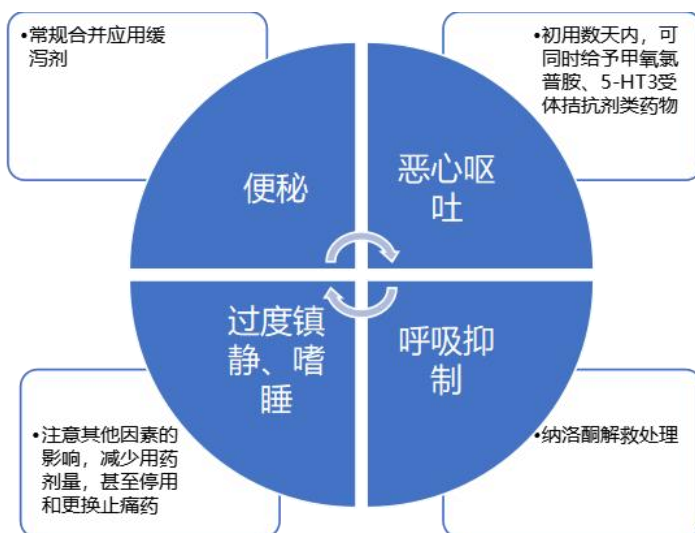 •常规合并应用缓
泻剂
•初用数天内，可
同时给予甲氧氯
普胺、5-HT3受
体拮抗剂类药物
便秘
恶心呕
吐
过度镇
静、嗜
睡
呼吸抑
制
•注意其他因素的
影响，减少用药
剂量，甚至停用
和更换止痛药
•纳洛酮解救处理